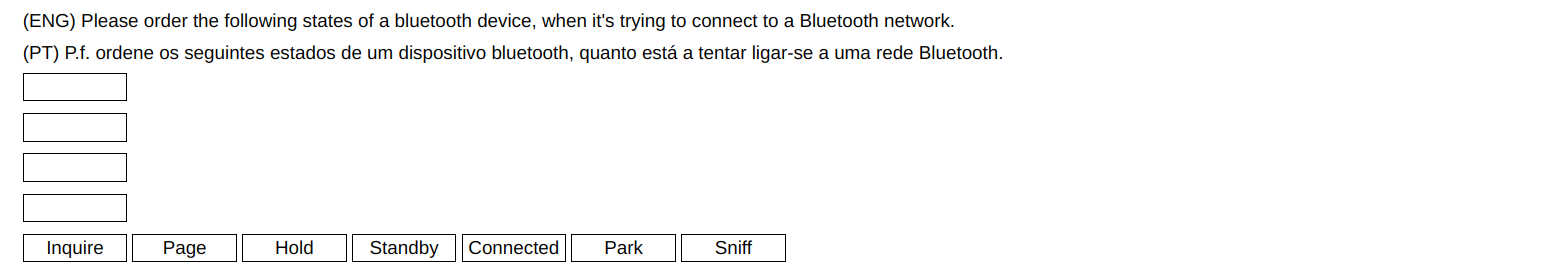 (ENG) Please order the following states of a bluetooth device, when it's trying to connect to a Bluetooth network.
(PT) P.f. ordene os seguintes estados de um dispositivo bluetooth, quanto está a tentar ligar-se a uma rede Bluetooth.
Inquire Page Hold Standby Connected Park Sniff